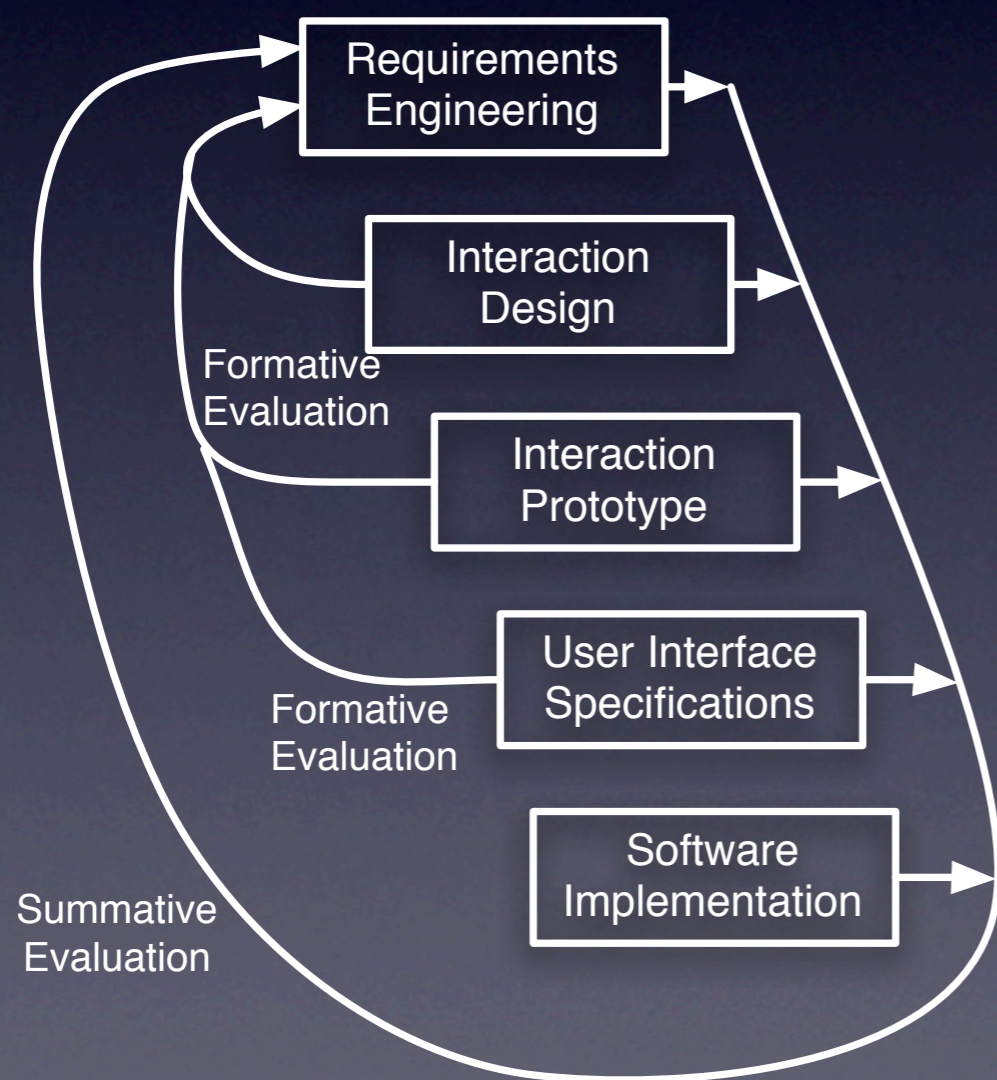 Requirements
Engineering
Interaction
Design
Formative
Evaluation
Interaction
Prototype
User Interface
Specifications
Formative
Evaluation
Software
Implementation
Summative
Evaluation